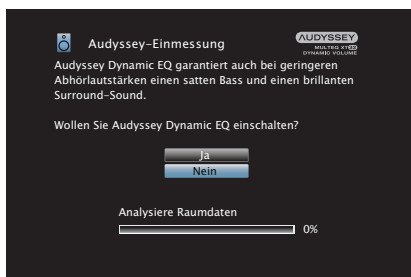 Audyssey-Einmessung
AUDYSSEY
MULTEQ XT32
DYNAMIC VOLUME
Audyssey Dynamic EQ garantiert auch bei geringeren
Abhörlautstärken einen satten Bass und einen brillanten
Surround-Sound.
Wollen Sie Audyssey Dynamic EQ einschalten?
Ja
Nein
Analysiere Raumdaten
0%